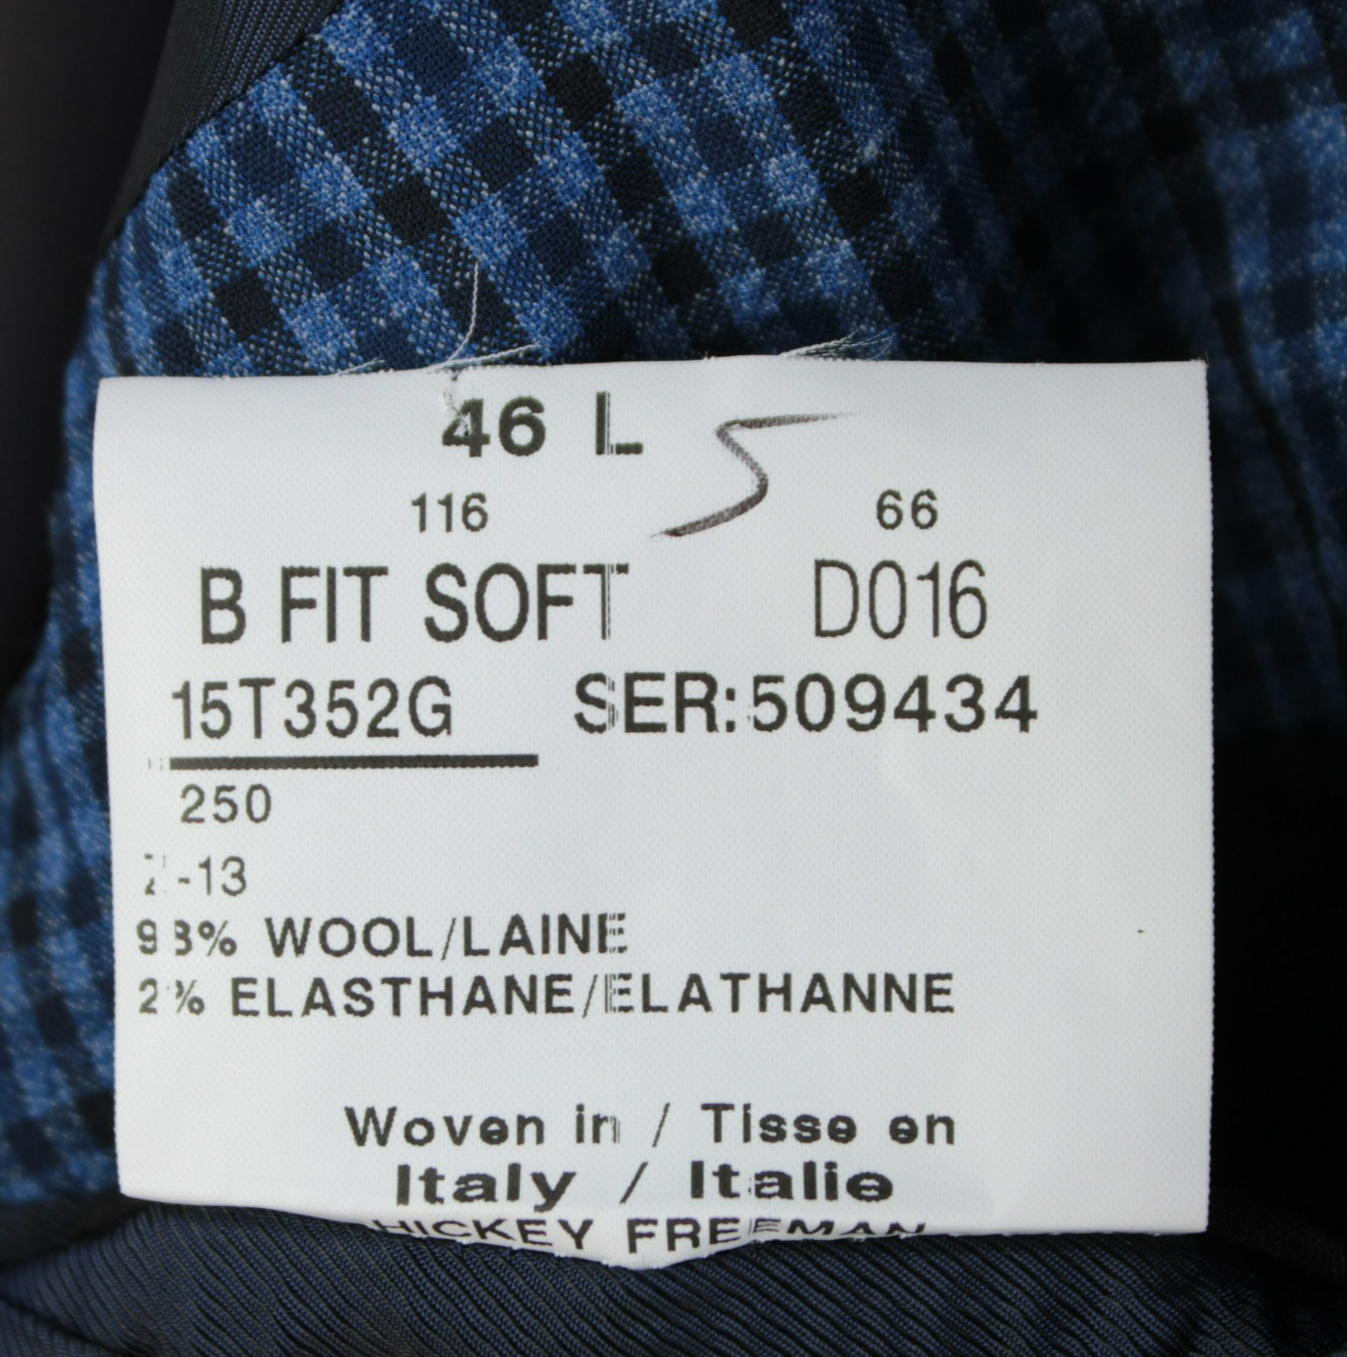 46 L
5
116 66
B FIT SOFT D016
15T352G SER:509434
250
-13
98% WOOL/LAINE
2% ELASTHANE/ELATHANNE
Woven in / Tisse en
Italy / Italie
HICKEY FREEMAN